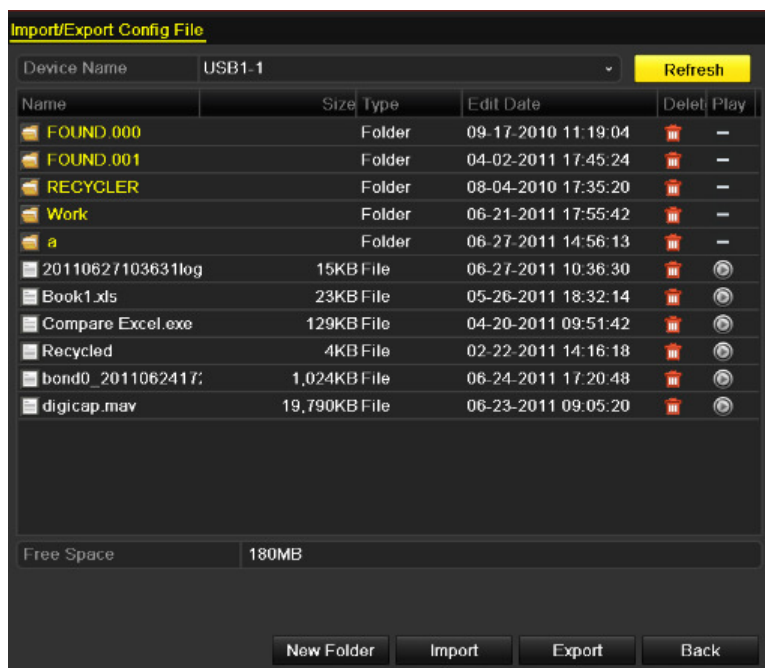 Import/Export Config File
Device Name USB1-1 Refresh
Name Size Type Edit Date Delet Play
FOUND.000 Folder 09-17-2010 11:19:04 –
FOUND.001 Folder 04-02-2011 17:45:24 –
RECYCLER Folder 08-04-2010 17:35:20 –
Work Folder 06-21-2011 17:55:42 –
a Folder 06-27-2011 14:56:13 –
20110627103631log 15KB File 06-27-2011 10:36:30
Book1.xls 23KB File 05-26-2011 18:32:14
Compare Excel.exe 129KB File 04-20-2011 09:51:42
Recycled 4KB File 02-22-2011 14:16:18
bond0_2011062417 1,024KB File 06-24-2011 17:20:48
digicap.mav 19,790KB File 06-23-2011 09:05:20
Free Space 180MB
New Folder Import Export Back